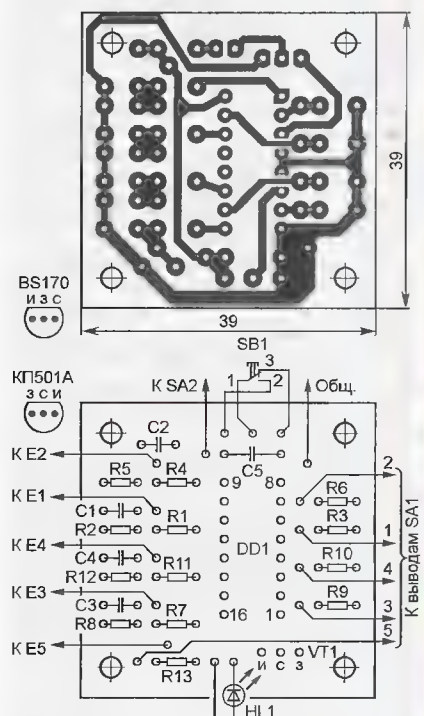 39
39
BS170
И З С
КП501А
З С И
SB1
3
1
2
К SA2
Общ.
C2
К E2
C5
2
R5
R4
9
8
R6
К E1
C1
R3
1
R2
R1
К E4
C4
DD1
R10
4
R12
R11
К E3
R9
C3
3
R7
16
1
R8
5
К E5
VT1
И С З
R13
HL1
К выводам SA1